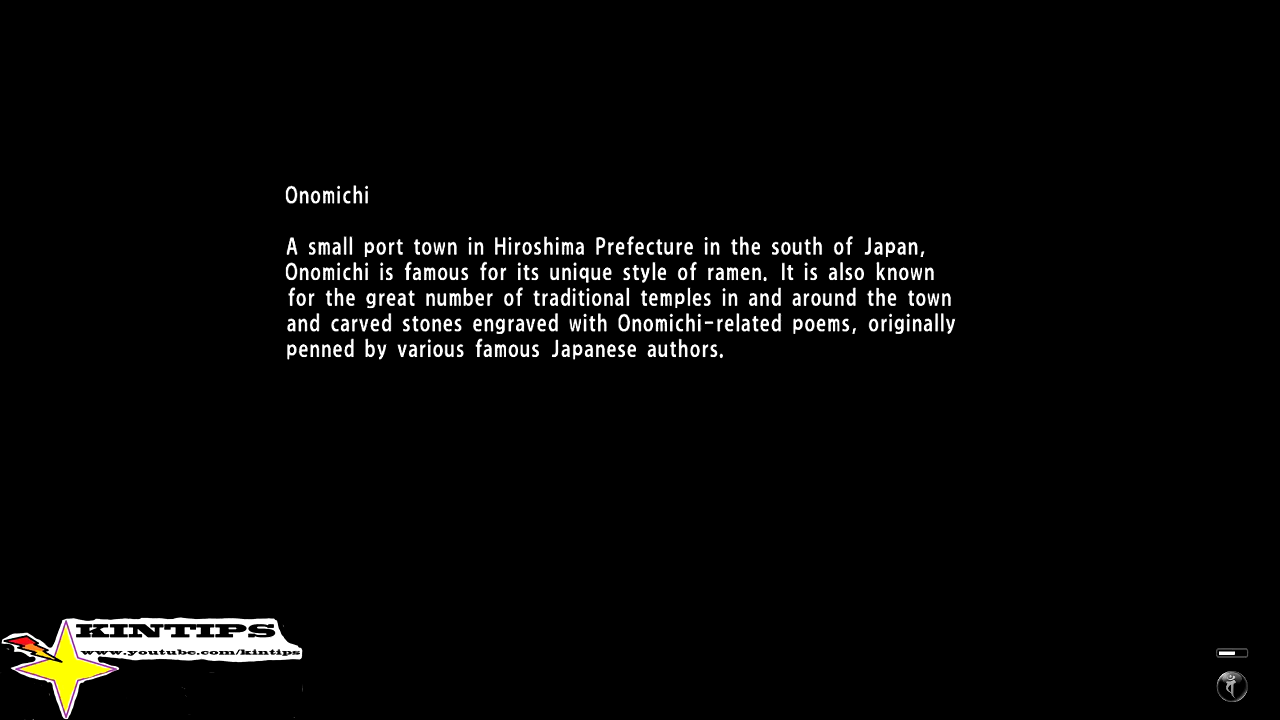 Onomichi
A small port town in Hiroshima Prefecture in the south of Japan,
Onomichi is famous for its unique style of ramen. It is also known
for the great number of traditional temples in and around the town
and carved stones engraved with Onomichi-related poems, originally
penned by various famous Japanese authors.
KINTIPS
www.youtube.com/kintips